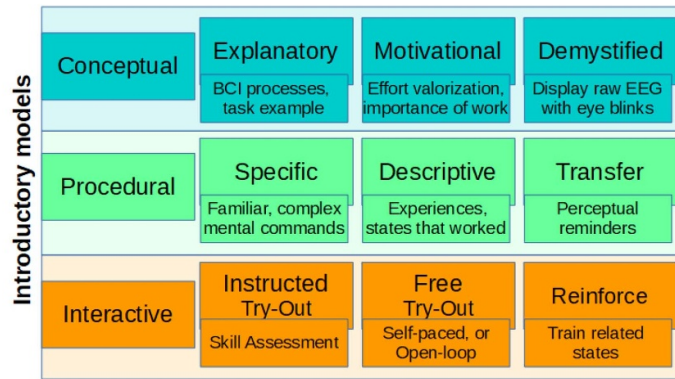 Introductory models
Conceptual
Explanatory
BCI processes,
task example
Motivational
Effort valorization,
importance of work
Demystified
Display raw EEG
with eye blinks
Procedural
Specific
Familiar, complex
mental commands
Descriptive
Experiences,
states that worked
Transfer
Perceptual
reminders
Interactive
Instructed
Try-Out
Skill Assessment
Free
Try-Out
Self-paced, or
Open-loop
Reinforce
Train related
states